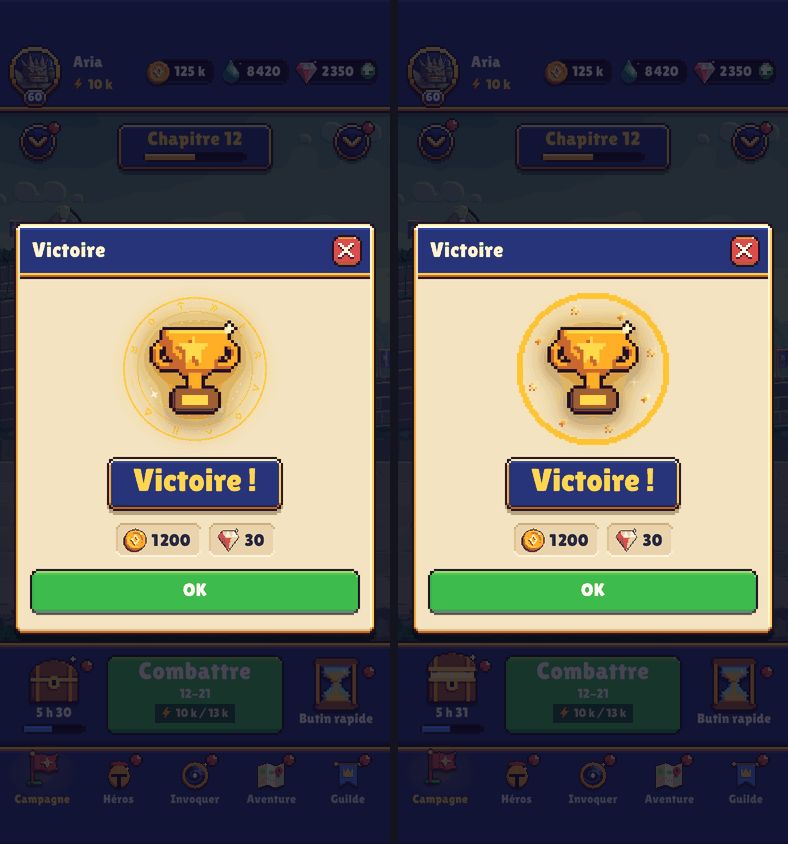 Aria
10 k
60
125 k
8420
2350
Chapitre 12
Victoire
Victoire !
1200
30
OK
5 h 30
Combattre
12-21
10 k / 13 k
Butin rapide
Campagne
Héros
Invoquer
Aventure
Guilde
Aria
10 k
60
125 k
8420
2350
Chapitre 12
Victoire
Victoire !
1200
30
OK
5 h 31
Combattre
12-21
10 k / 13 k
Butin rapide
Campagne
Héros
Invoquer
Aventure
Guilde